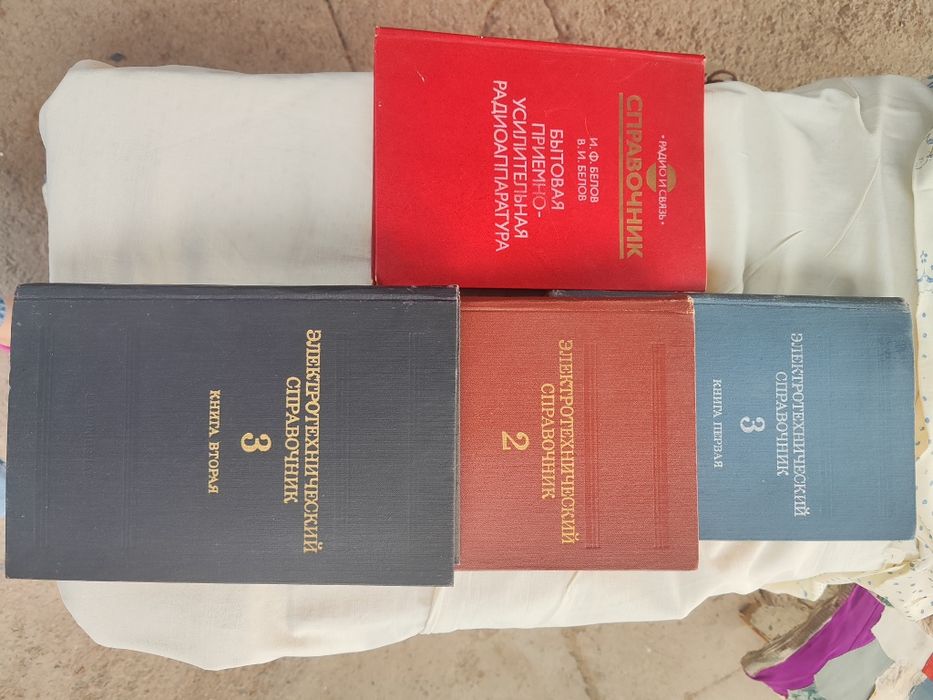 • РАДИО И СВЯЗЬ •
СПРАВОЧНИК
И. Ф. БЕЛОВ
В. И. БЕЛОВ
БЫТОВАЯ
ПРИЕМНО-
УСИЛИТЕЛЬНАЯ
РАДИОАППАРАТУРА
ЭЛЕКТРОТЕХНИЧЕСКИЙ
СПРАВОЧНИК
3
КНИГА ВТОРАЯ
ЭЛЕКТРОТЕХНИЧЕСКИЙ
СПРАВОЧНИК
2
ЭЛЕКТРОТЕХНИЧЕСКИЙ
СПРАВОЧНИК
3
КНИГА ПЕРВАЯ